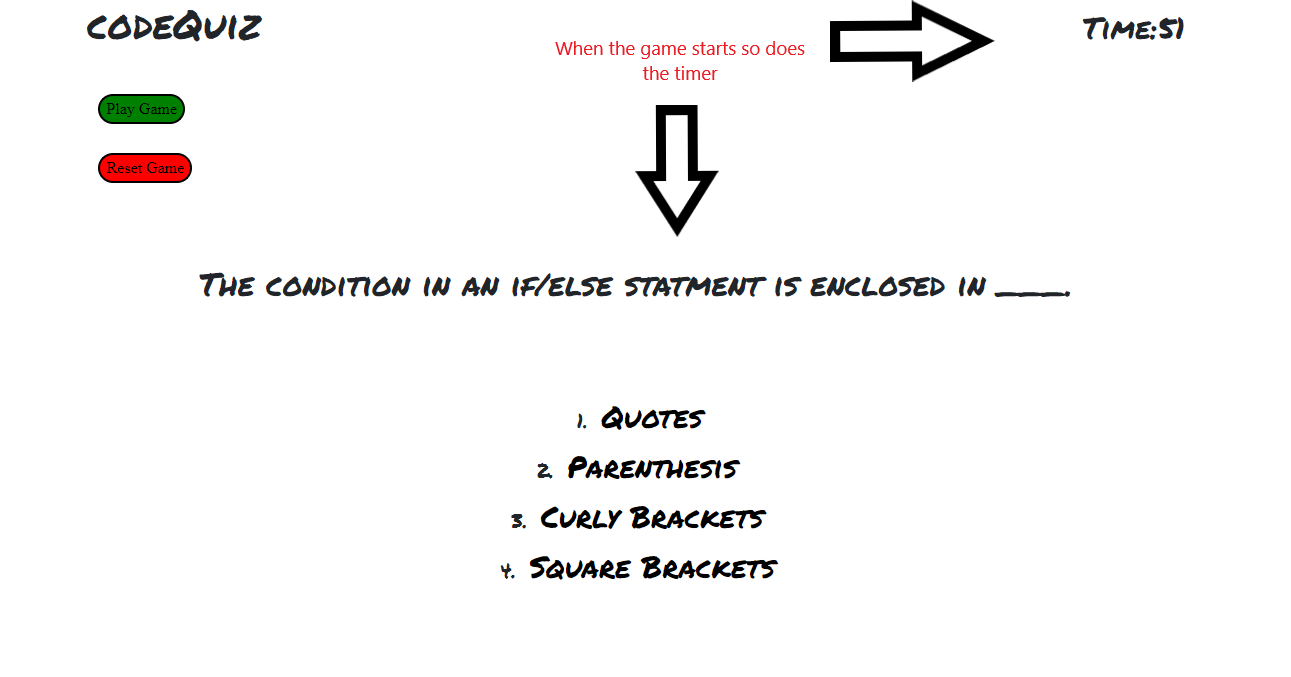 codeQuiz
Time:51
When the game starts so does
the timer
Play Game
Reset Game
The condition in an if/else statment is enclosed in ___.
1. Quotes
2. Parenthesis
3. Curly Brackets
4. Square Brackets